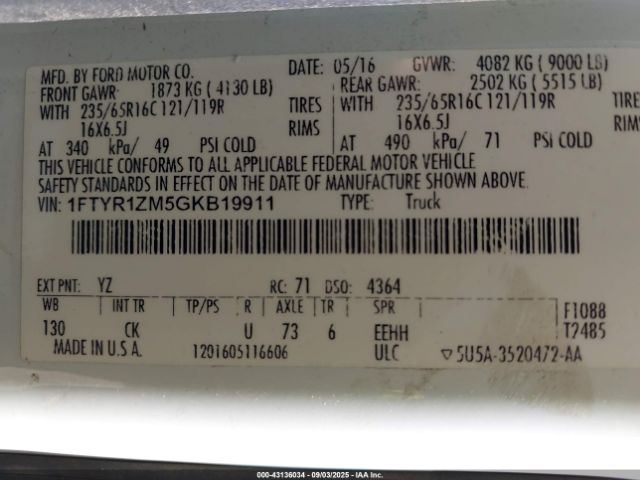 MFD. BY FORD MOTOR CO. DATE: 05/16 GVWR: 4082 KG ( 9000 LB)
FRONT GAWR: 1873 KG ( 4130 LB) REAR GAWR: 2502 KG ( 5515 LB)
WITH 235/65R16C 121/119R TIRES WITH 235/65R16C 121/119R TIRES
16X6.5J RIMS 16X6.5J RIMS
AT 340 kPa/ 49 PSI COLD AT 490 kPa/ 71 PSI COLD
THIS VEHICLE CONFORMS TO ALL APPLICABLE FEDERAL MOTOR VEHICLE
SAFETY STANDARDS IN EFFECT ON THE DATE OF MANUFACTURE SHOWN ABOVE.
VIN: 1FTYR1ZM5GKB19911 TYPE: Truck
EXT PNT: YZ RC: 71 DSO: 4364
WB INT TR TP/PS R AXLE TR SPR F1088
130 CK U 73 6 EEHH T2485
MADE IN U.S.A. 1201605116606 ULC ▽5U5A-3520472-AA
000-43136034 - 09/03/2025 - IAA Inc.